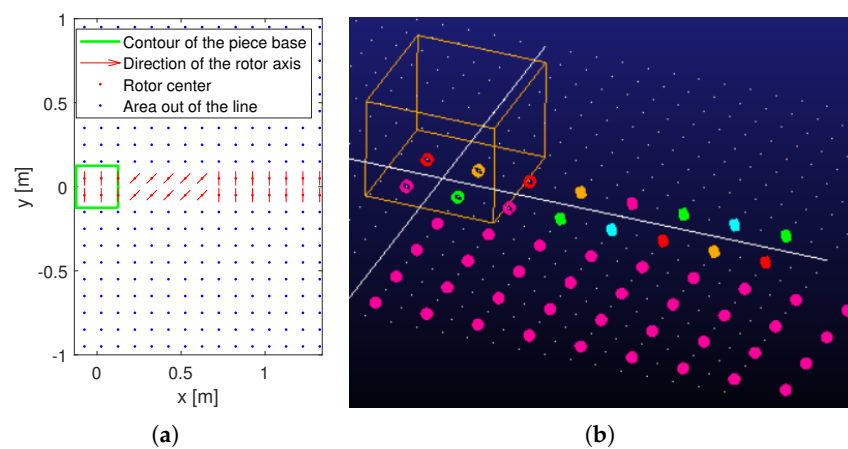 1
0.5
0
-0.5
-1
y [m]
Contour of the piece base
Direction of the rotor axis
Rotor center
Area out of the line
0 0.5 1
x [m]
(a) (b)